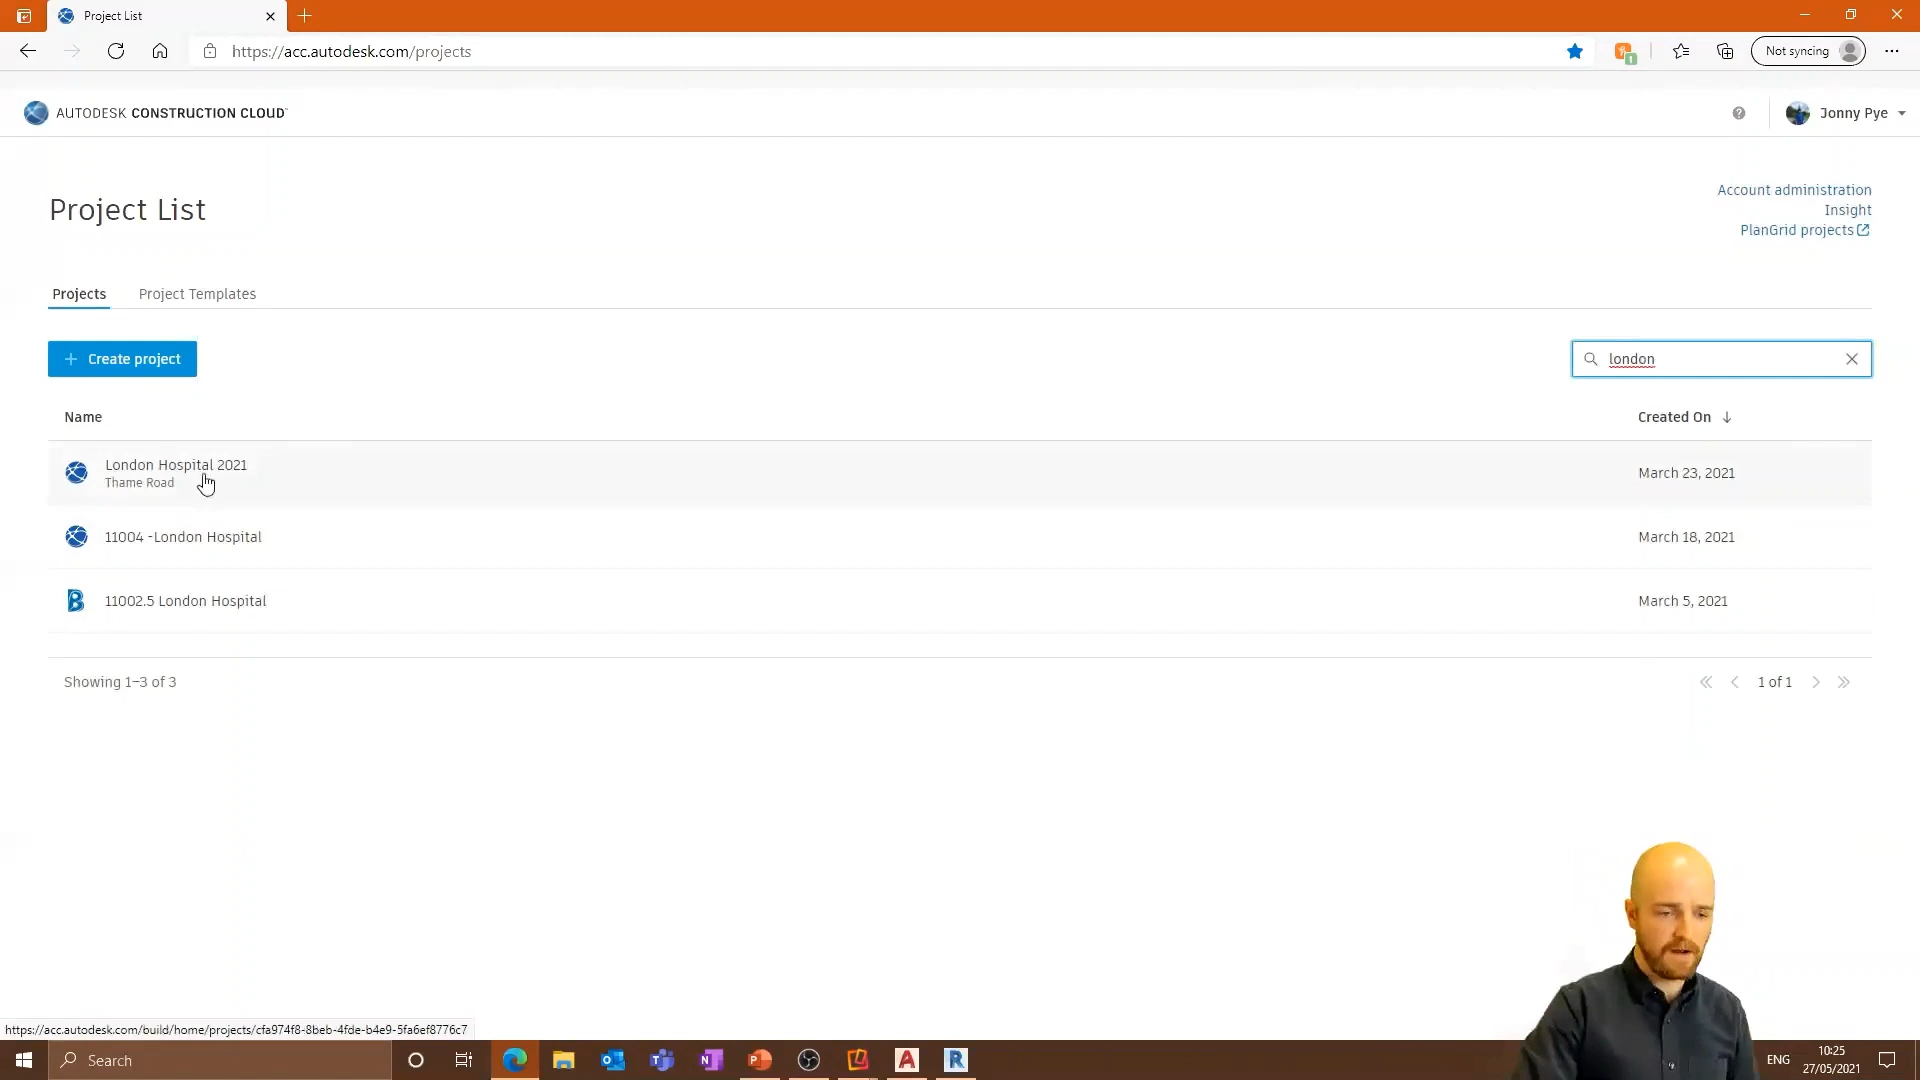 Project List
https://acc.autodesk.com/projects
Not syncing
AUTODESK CONSTRUCTION CLOUD™
Jonny Pye
Project List
Account administration
Insight
PlanGrid projects
Projects
Project Templates
+ Create project
london
Name
Created On
London Hospital 2021
Thame Road
March 23, 2021
11004 -London Hospital
March 18, 2021
11002.5 London Hospital
March 5, 2021
Showing 1–3 of 3
1 of 1
https://acc.autodesk.com/build/home/projects/cfa974f8-8beb-4fde-b4e9-5fa6ef8776c7
Search
ENG
10:25
27/05/2021